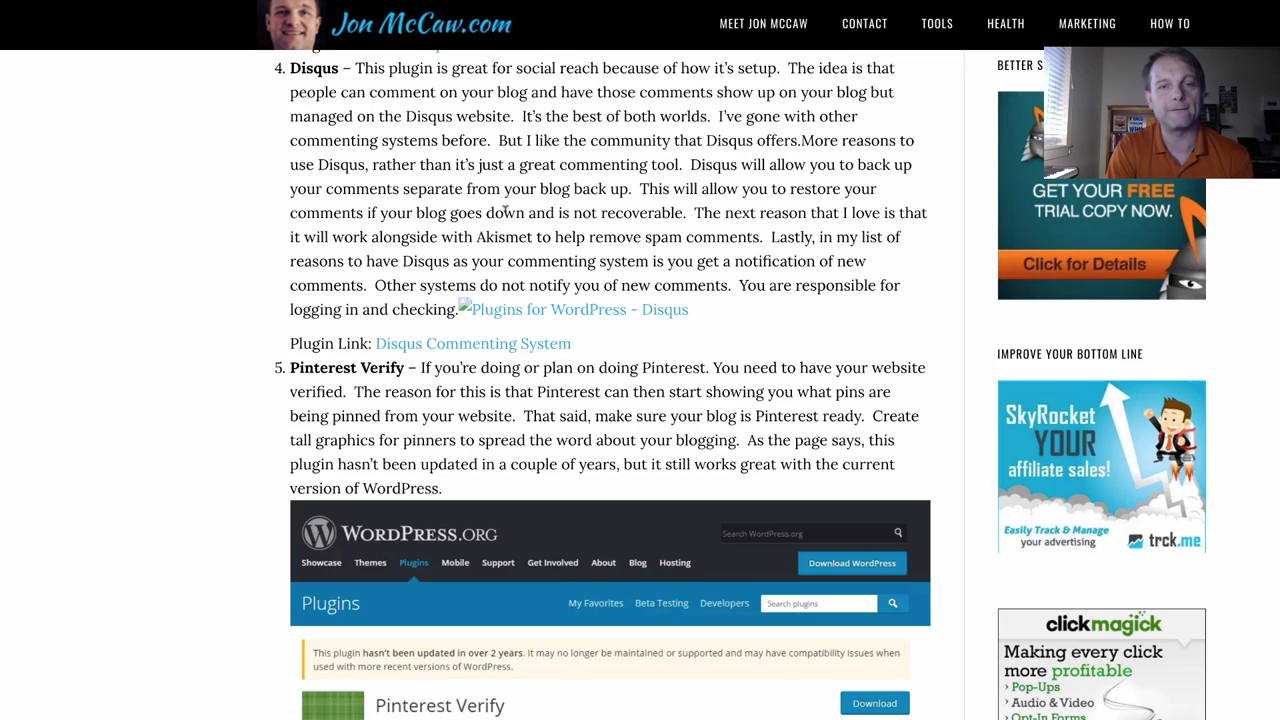 Jon McCaw.com
MEET JON MCCAW
CONTACT
TOOLS
HEALTH
MARKETING
HOW TO
4. Disqus – This plugin is great for social reach because of how it's setup.  The idea is that
people can comment on your blog and have those comments show up on your blog but
managed on the Disqus website.  It's the best of both worlds.  I've gone with other
commenting systems before.  But I like the community that Disqus offers.More reasons to
use Disqus, rather than it's just a great commenting tool.  Disqus will allow you to back up
your comments separate from your blog back up.  This will allow you to restore your
comments if your blog goes down and is not recoverable.  The next reason that I love is that
it will work alongside with Akismet to help remove spam comments.  Lastly, in my list of
reasons to have Disqus as your commenting system is you get a notification of new
comments.  Other systems do not notify you of new comments.  You are responsible for
logging in and checking. Plugins for WordPress - Disqus
Plugin Link: Disqus Commenting System
5. Pinterest Verify – If you're doing or plan on doing Pinterest. You need to have your website
verified.  The reason for this is that Pinterest can then start showing you what pins are
being pinned from your website.  That said, make sure your blog is Pinterest ready.  Create
tall graphics for pinners to spread the word about your blogging.  As the page says, this
plugin hasn't been updated in a couple of years, but it still works great with the current
version of WordPress.
WORDPRESS.ORG
Search WordPress.org
Showcase Themes Plugins Mobile Support Get Involved About Blog Hosting
Download WordPress
Plugins
My Favorites Beta Testing Developers
Search plugins
This plugin hasn't been updated in over 2 years. It may no longer be maintained or supported and may have compatibility issues when
used with more recent versions of WordPress.
Pinterest Verify
Download
BETTER S
GET YOUR FREE
TRIAL COPY NOW.
Click for Details
IMPROVE YOUR BOTTOM LINE
SkyRocket
YOUR
affiliate sales!
Easily Track & Manage
your advertising
trck.me
clickmagick
Making every click
more profitable
› Pop-Ups
› Audio & Video
› Opt-In Forms